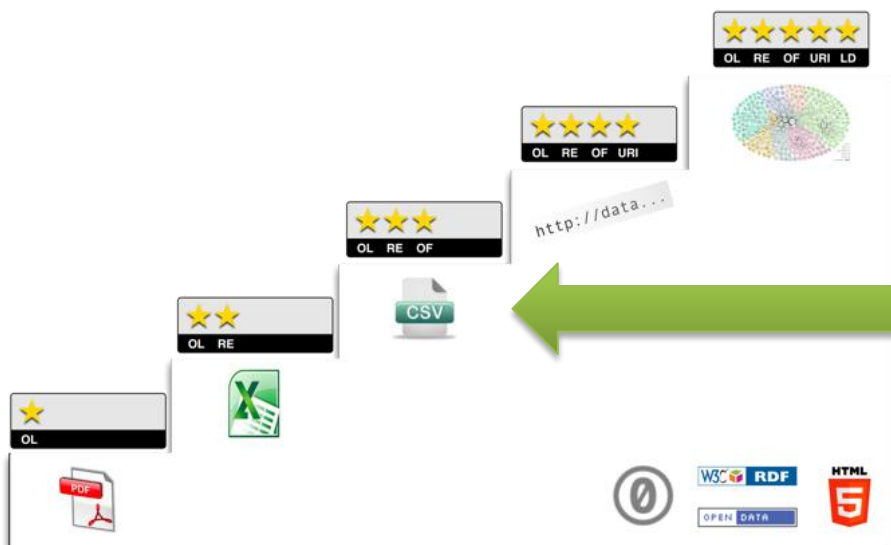 OL RE OF URI LD
OL RE OF URI
http://data...
OL RE OF
CSV
OL RE
X
OL
PDF
0
W3C RDF
OPEN DATA
HTML
5